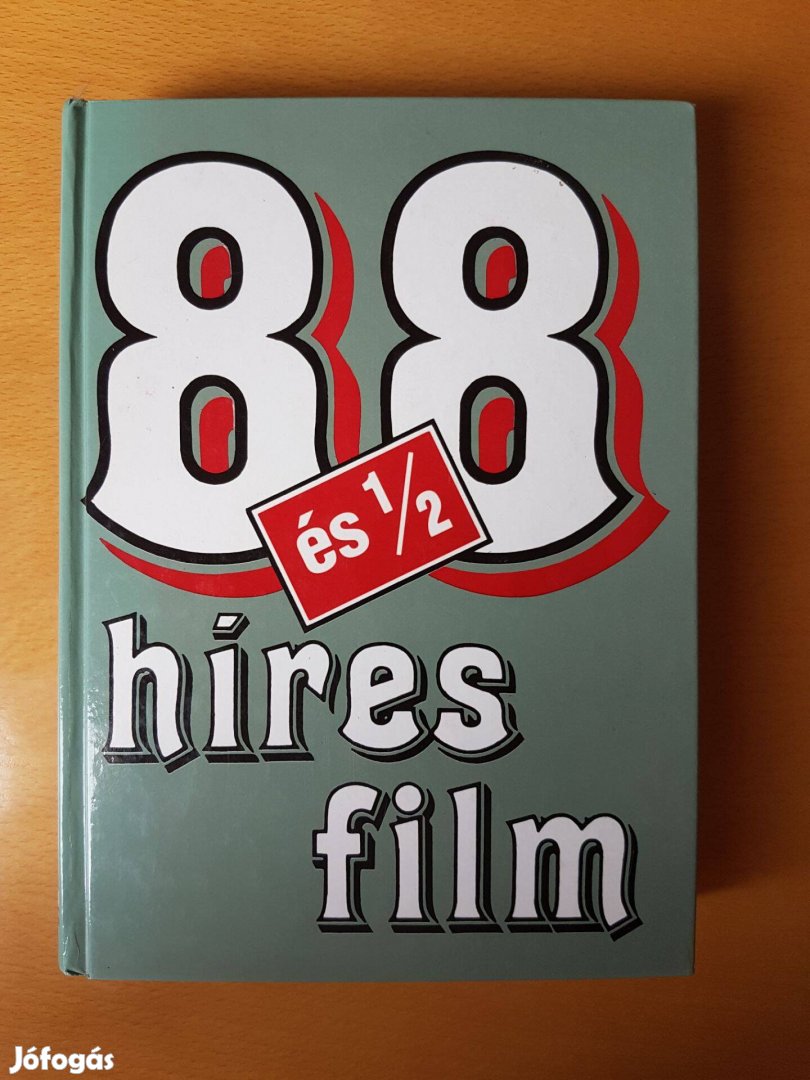 88
és 1/2
híres
film
Jófogás